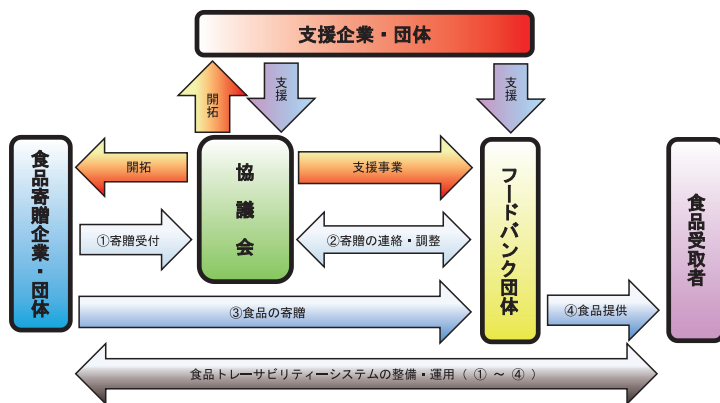 支援企業・団体
開拓
支援
支援
食品寄贈企業・団体
開拓
協議会
支援事業
フードバンク団体
食品受取者
①寄贈受付
②寄贈の連絡・調整
③食品の寄贈
④食品提供
食品トレーサビリティーシステムの整備・運用（ ① ～ ④ ）